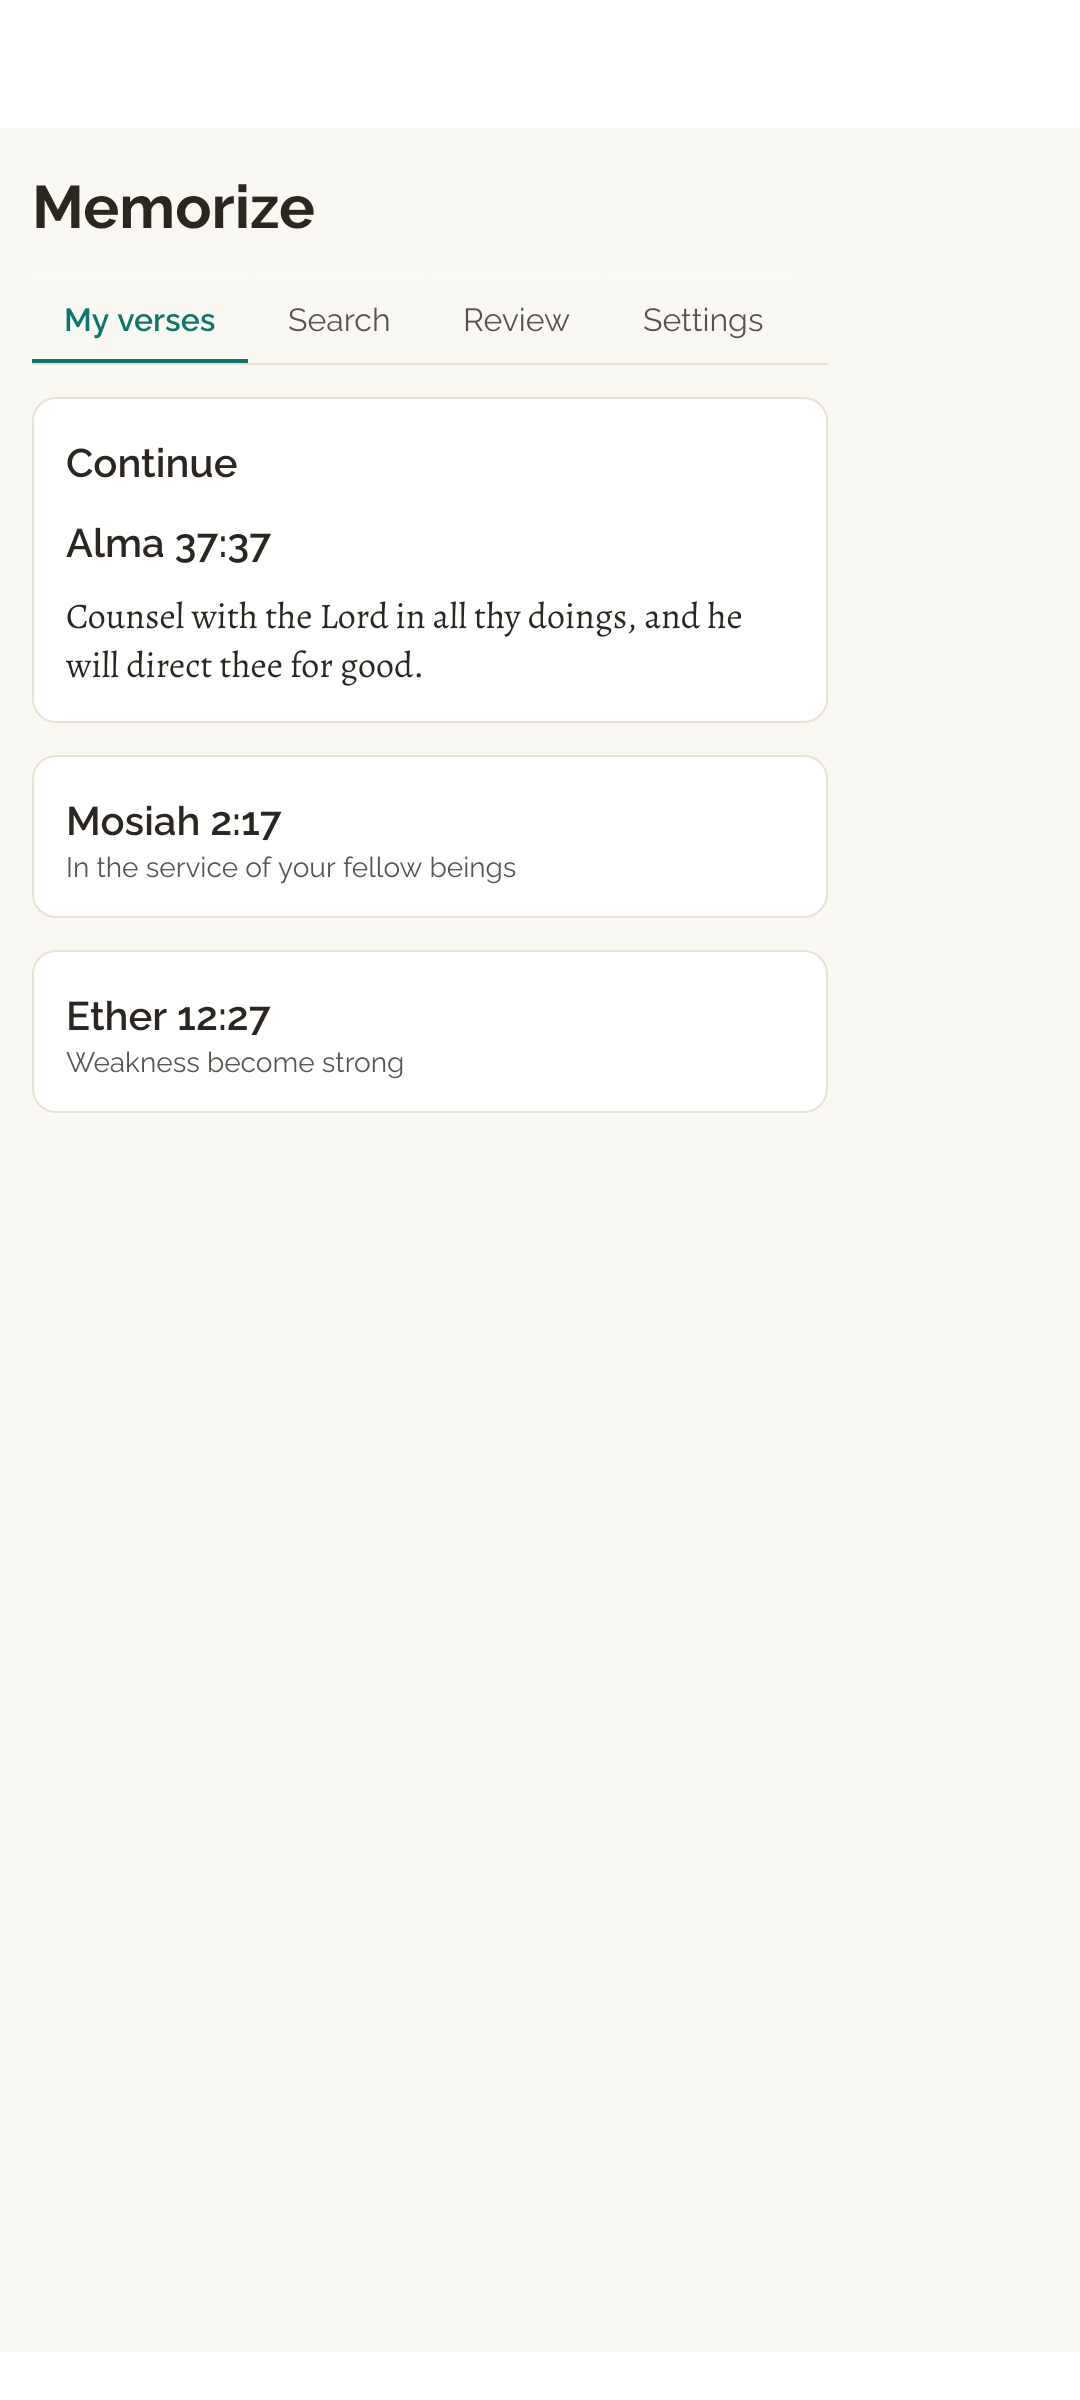 Memorize
My verses Search Review Settings
Continue
Alma 37:37
Counsel with the Lord in all thy doings, and he
will direct thee for good.
Mosiah 2:17
In the service of your fellow beings
Ether 12:27
Weakness become strong